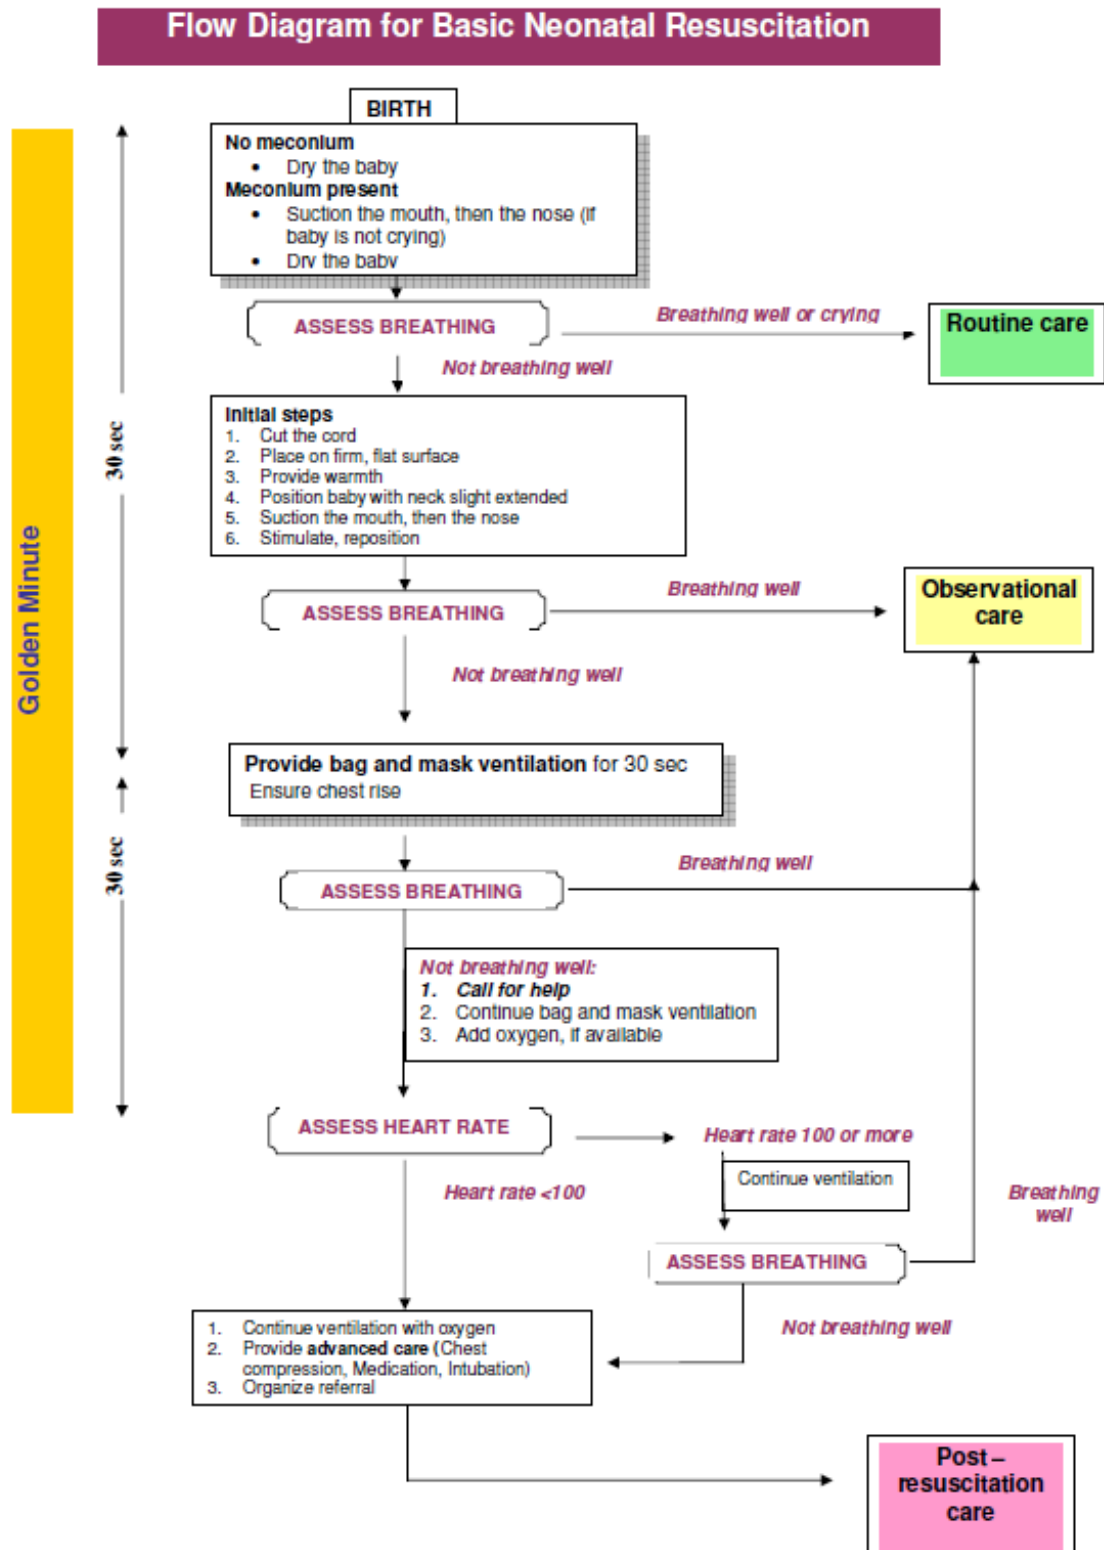 Flow Diagram for Basic Neonatal Resuscitation
BIRTH
No meconium
• Dry the baby
Meconium present
• Suction the mouth, then the nose (if
baby is not crying)
• Dry the baby
ASSESS BREATHING
Breathing well or crying
Routine care
Not breathing well
Initial steps
1. Cut the cord
2. Place on firm, flat surface
3. Provide warmth
4. Position baby with neck slight extended
5. Suction the mouth, then the nose
6. Stimulate, reposition
30 sec
Golden Minute
ASSESS BREATHING
Breathing well
Observational
care
Not breathing well
Provide bag and mask ventilation for 30 sec
Ensure chest rise
30 sec
ASSESS BREATHING
Breathing well
Not breathing well:
1. Call for help
2. Continue bag and mask ventilation
3. Add oxygen, if available
ASSESS HEART RATE
Heart rate 100 or more
Continue ventilation
Heart rate <100
Breathing
well
ASSESS BREATHING
Not breathing well
1. Continue ventilation with oxygen
2. Provide advanced care (Chest
compression, Medication, Intubation)
3. Organize referral
Post –
resuscitation
care